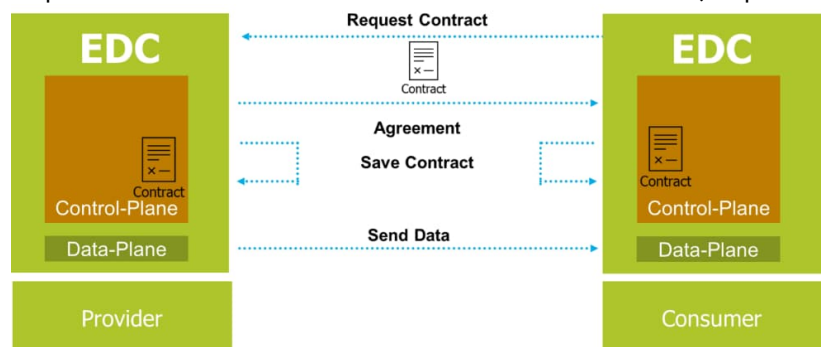 Request Contract
EDC
EDC
Contract
Agreement
Save Contract
Contract
Contract
Control-Plane
Control-Plane
Send Data
Data-Plane
Data-Plane
Provider
Consumer